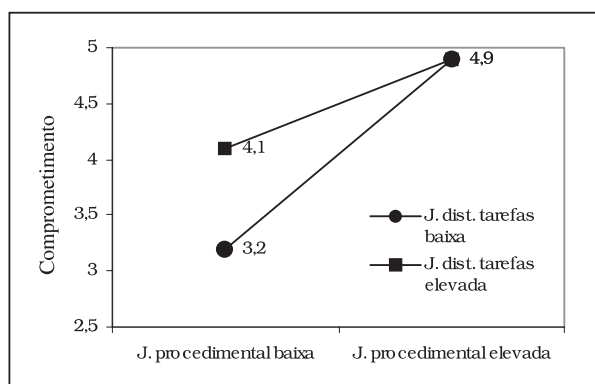 5
4,5
4
3,5
3
2,5
Comprometimento
4,9
4,1
3,2
J. dist. tarefas
baixa
J. dist. tarefas
elevada
J. procedimental baixa
J. procedimental elevada